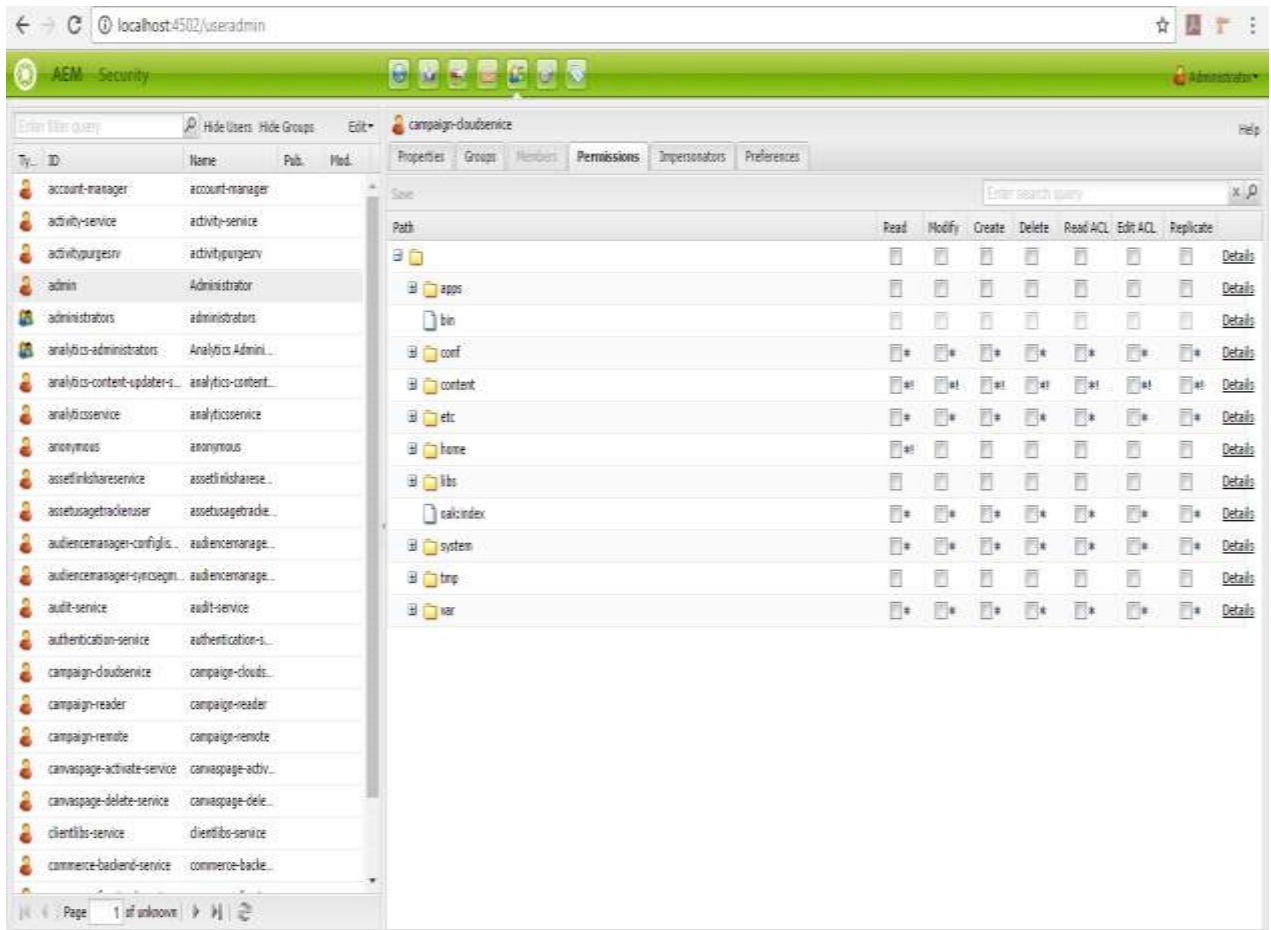 localhost:4502/useradmin
AEM Security
Administrator
Enter filter query Hide Users Hide Groups Edit
campaign-cloudservice
Help
Ty... ID Name Pub. Mod.
Properties Groups Members Permissions Impersonators Preferences
account-manager account-manager
Save Enter search query x
activity-service activity-service
Path Read Modify Create Delete Read ACL Edit ACL Replicate
activitypurgesrv activitypurgesrv
Details
admin Administrator
apps Details
administrators administrators
bin Details
analytics-administrators Analytics Admini...
conf * * * * * * * Details
analytics-content-updater-s... analytics-content...
content *! *! *! *! *! *! *! Details
analyticsservice analyticsservice
etc * * * * * * * Details
anonymous anonymous
home *! Details
assetlinkshareservice assetlinksharese...
libs Details
assetusagetrackeruser assetusagetracke...
oak:index * * * * * * * Details
audiencemanager-configlis... audiencemanage...
system * * * * * * * Details
audiencemanager-syncsegm... audiencemanage...
tmp Details
audit-service audit-service
var * * * * * * * Details
authentication-service authentication-s...
campaign-cloudservice campaign-clouds...
campaign-reader campaign-reader
campaign-remote campaign-remote
canvaspage-activate-service canvaspage-activ...
canvaspage-delete-service canvaspage-dele...
clientlibs-service clientlibs-service
commerce-backend-service commerce-backe...
Page 1 of unknown